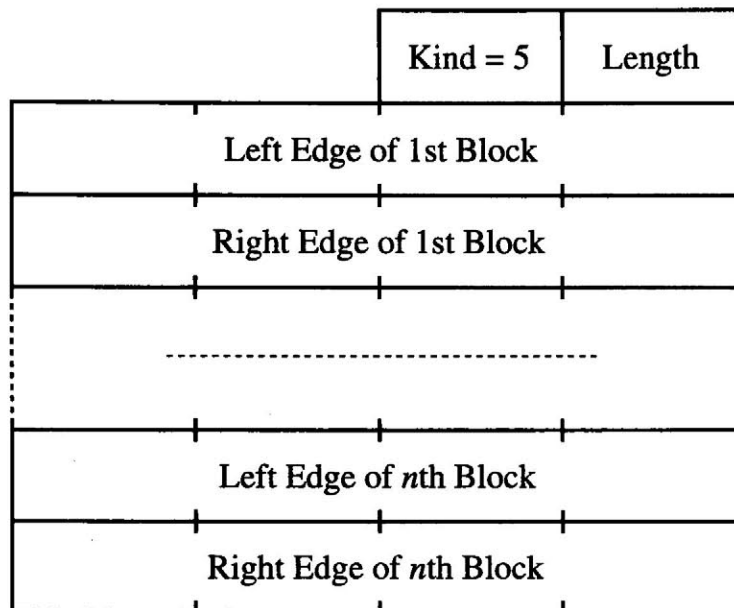 Kind = 5 Length
Left Edge of 1st Block
Right Edge of 1st Block
Left Edge of nth Block
Right Edge of nth Block